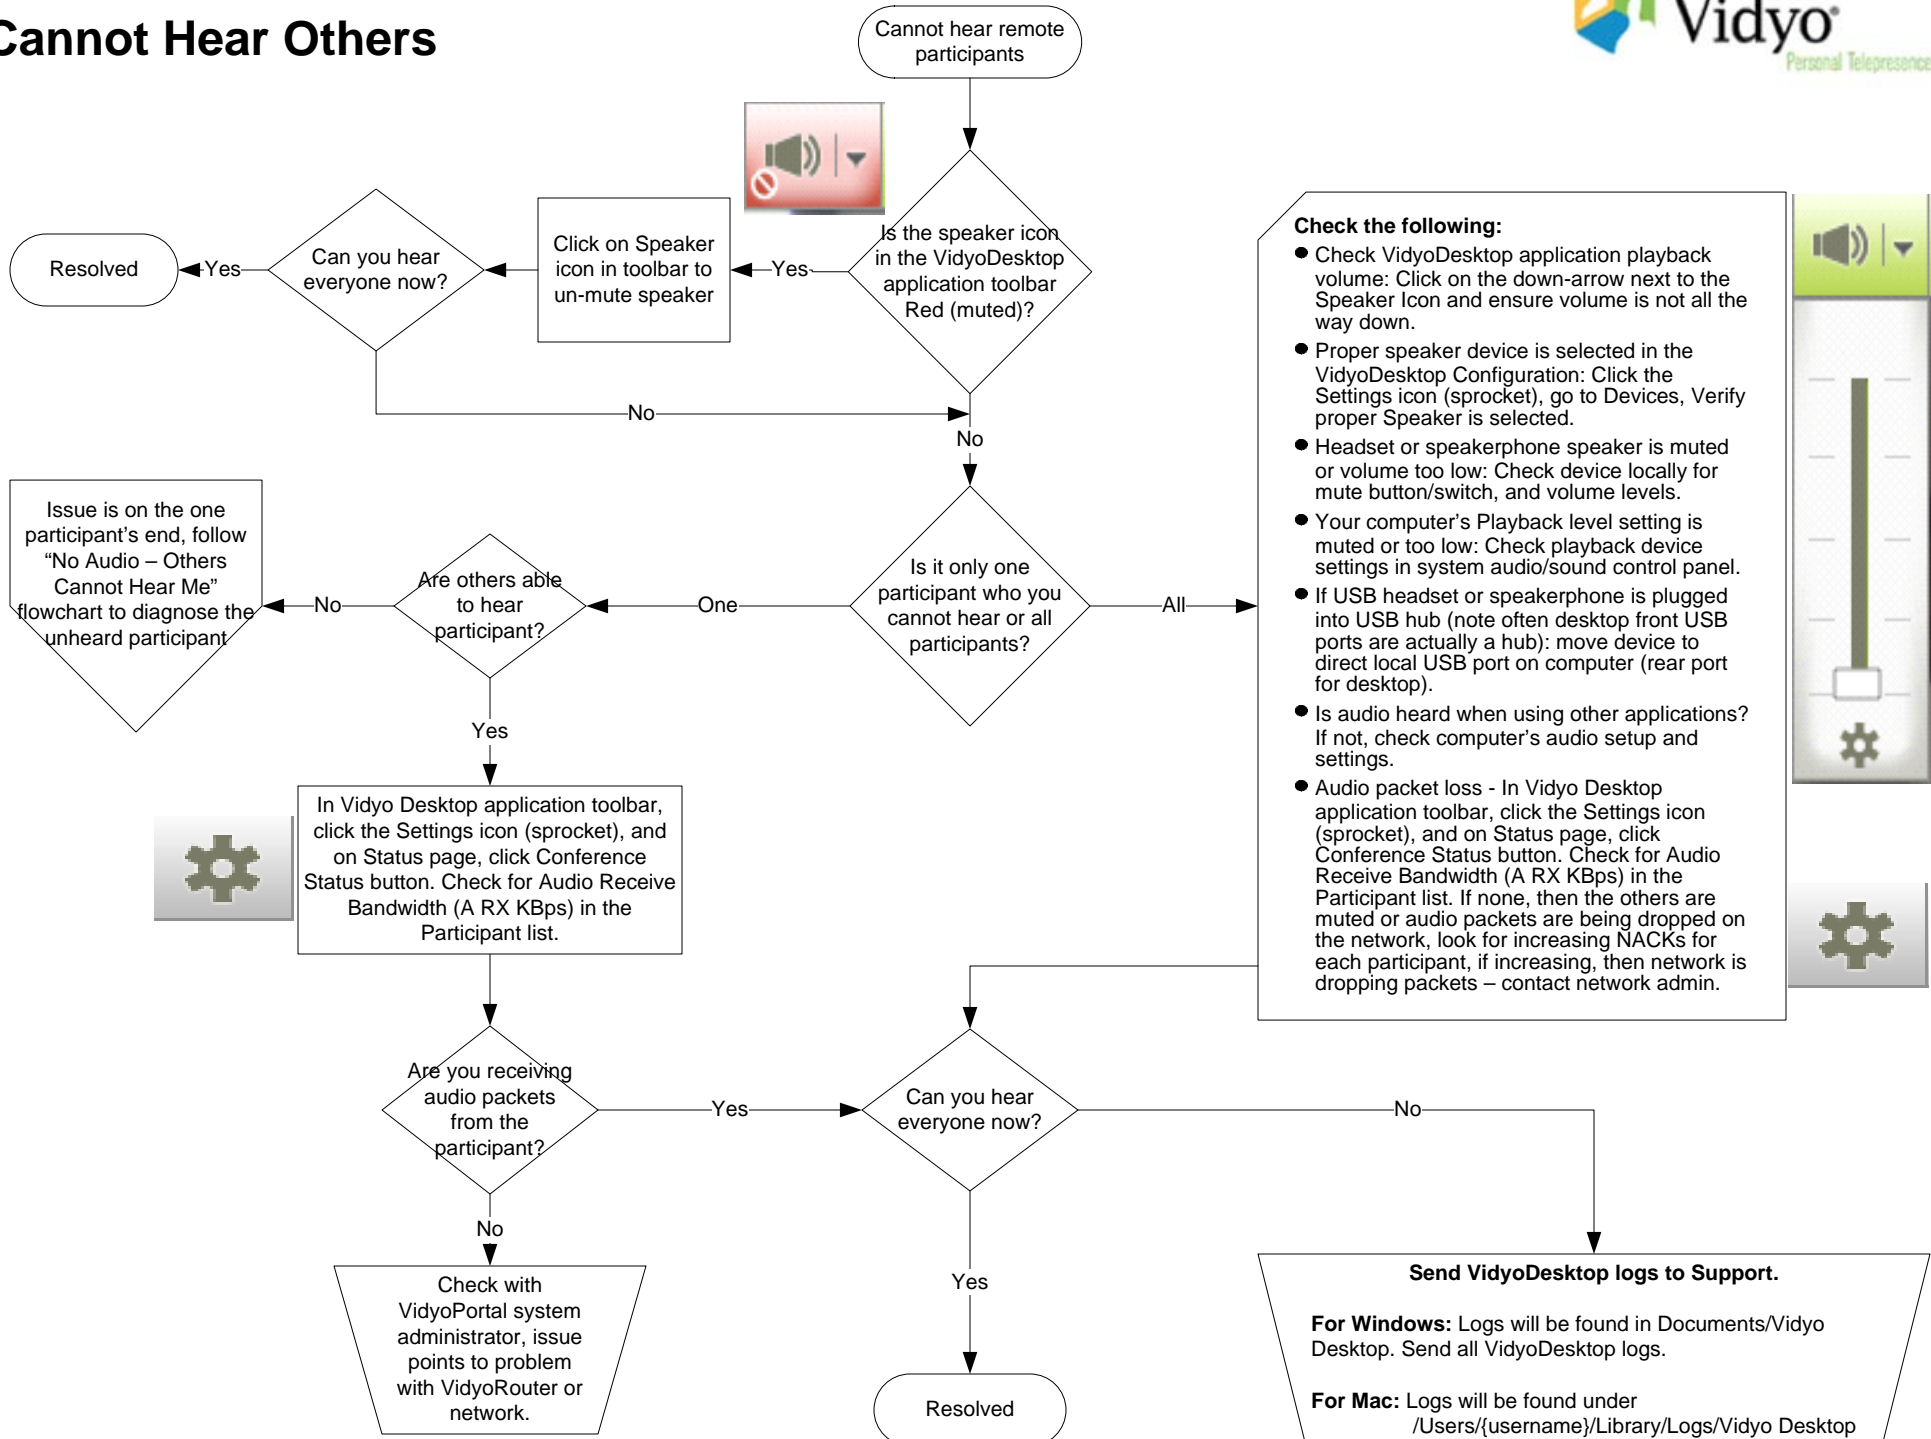 Cannot Hear Others
Vidyo
Personal Telepresence
Cannot hear remote
participants
Is the speaker icon
in the VidyoDesktop
application toolbar
Red (muted)?
Yes
Click on Speaker
icon in toolbar to
un-mute speaker
Can you hear
everyone now?
Yes
Resolved
No
No
Is it only one
participant who you
cannot hear or all
participants?
One
All
Are others able
to hear
participant?
No
Issue is on the one
participant’s end, follow
“No Audio – Others
Cannot Hear Me”
flowchart to diagnose the
unheard participant
Yes
In Vidyo Desktop application toolbar,
click the Settings icon (sprocket), and
on Status page, click Conference
Status button. Check for Audio Receive
Bandwidth (A RX KBps) in the
Participant list.
Are you receiving
audio packets
from the
participant?
Yes
No
Check with
VidyoPortal system
administrator, issue
points to problem
with VidyoRouter or
network.
Check the following:
● Check VidyoDesktop application playback
volume: Click on the down-arrow next to the
Speaker Icon and ensure volume is not all the
way down.
● Proper speaker device is selected in the
VidyoDesktop Configuration: Click the
Settings icon (sprocket), go to Devices, Verify
proper Speaker is selected.
● Headset or speakerphone speaker is muted
or volume too low: Check device locally for
mute button/switch, and volume levels.
● Your computer’s Playback level setting is
muted or too low: Check playback device
settings in system audio/sound control panel.
● If USB headset or speakerphone is plugged
into USB hub (note often desktop front USB
ports are actually a hub): move device to
direct local USB port on computer (rear port
for desktop).
● Is audio heard when using other applications?
If not, check computer’s audio setup and
settings.
● Audio packet loss - In Vidyo Desktop
application toolbar, click the Settings icon
(sprocket), and on Status page, click
Conference Status button. Check for Audio
Receive Bandwidth (A RX KBps) in the
Participant list. If none, then the others are
muted or audio packets are being dropped on
the network, look for increasing NACKs for
each participant, if increasing, then network is
dropping packets – contact network admin.
Can you hear
everyone now?
No
Yes
Resolved
Send VidyoDesktop logs to Support.
For Windows: Logs will be found in Documents/Vidyo
Desktop. Send all VidyoDesktop logs.
For Mac: Logs will be found under
/Users/{username}/Library/Logs/Vidyo Desktop